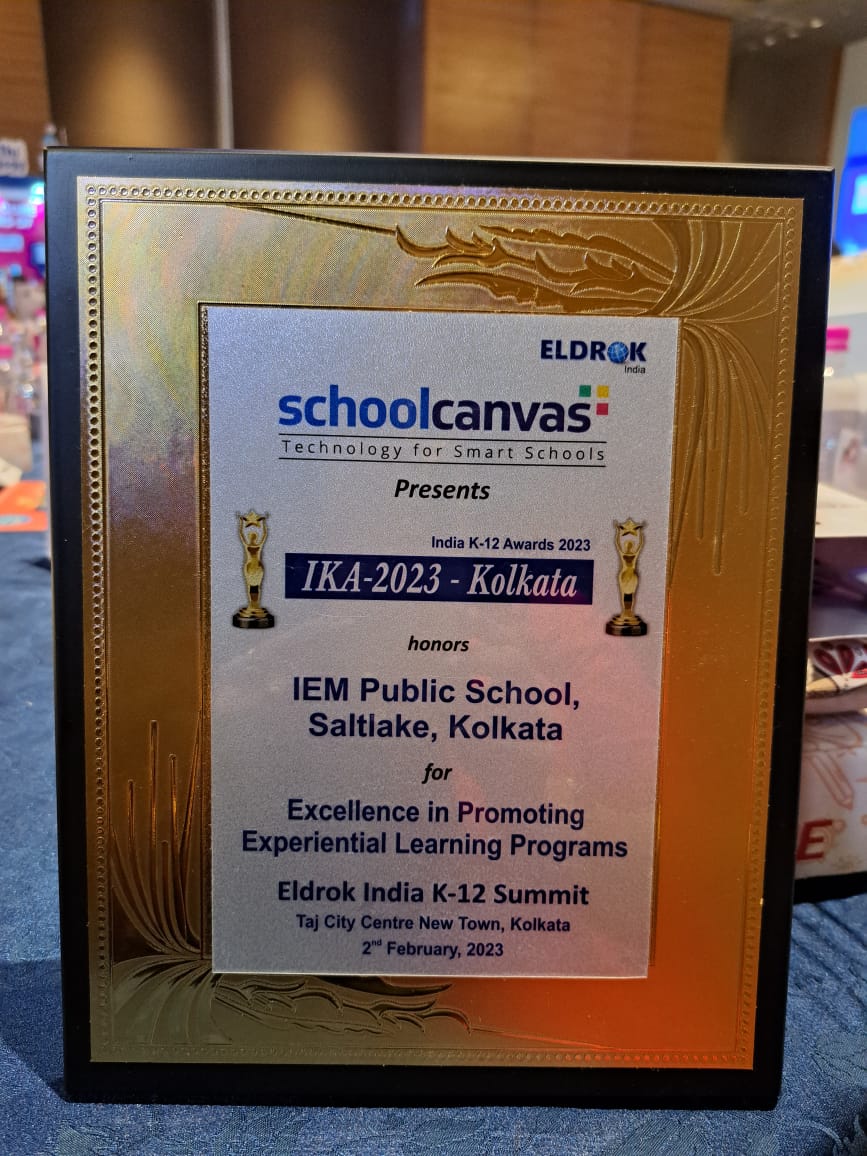 ELDROK
India
schoolcanvas
Technology for Smart Schools
Presents
India K-12 Awards 2023
IKA-2023 - Kolkata
honors
IEM Public School,
Saltlake, Kolkata
for
Excellence in Promoting
Experiential Learning Programs
Eldrok India K-12 Summit
Taj City Centre New Town, Kolkata
2nd February, 2023